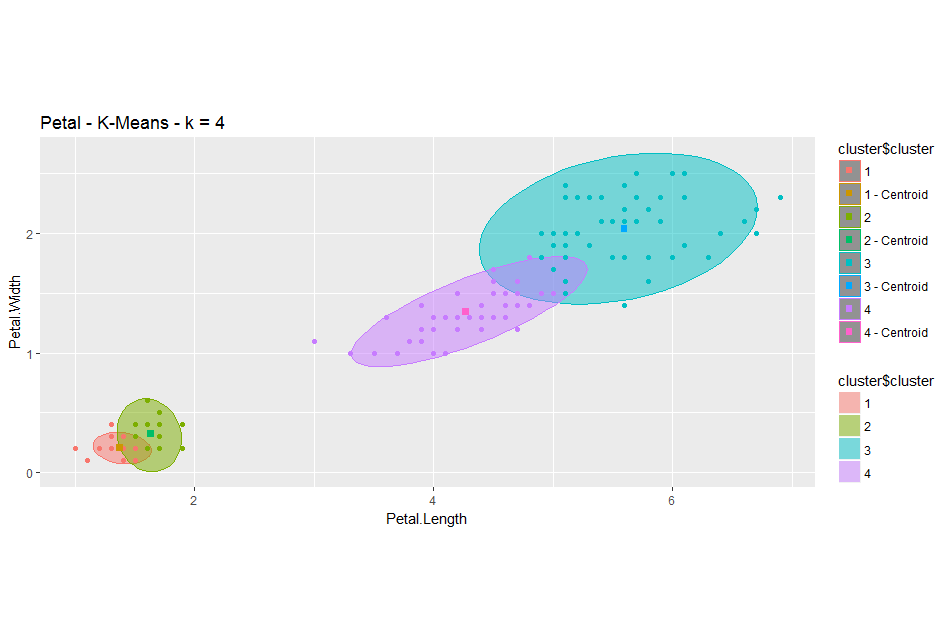 Petal - K-Means - k = 4
Petal.Width
2
1
0
2
4
6
Petal.Length
cluster$cluster
1
1 - Centroid
2
2 - Centroid
3
3 - Centroid
4
4 - Centroid
cluster$cluster
1
2
3
4